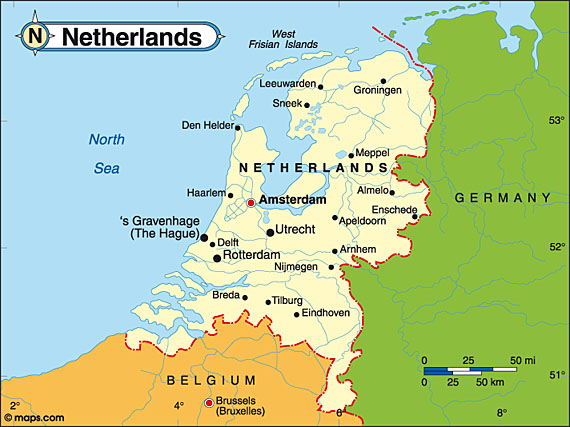 N Netherlands
West
Frisian Islands
Leeuwarden
Groningen
Sneek
53°
Den Helder
North
Sea
Meppel
NETHERLANDS
Haarlem
Amsterdam
Almelo
GERMANY
Enschede
's Gravenhage
(The Hague)
Utrecht
Apeldoorn
Delft
52°
Arnhem
Rotterdam
Nijmegen
Breda
Tilburg
Eindhoven
0 25 50 mi
0 25 50 km
51°
BELGIUM
Brussels
(Bruxelles)
2°
4°
6
8°
© maps.com